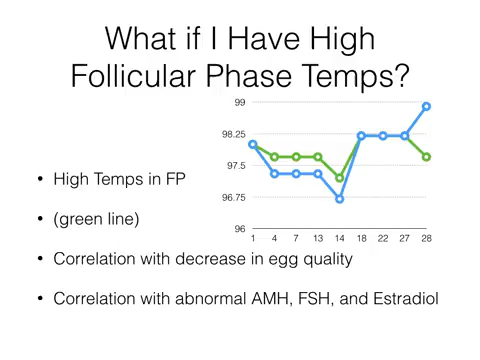 What if I Have High
Follicular Phase Temps?
99
98.25
97.5
96.75
96
1 4 7 13 14 18 22 27 28
• High Temps in FP
• (green line)
• Correlation with decrease in egg quality
• Correlation with abnormal AMH, FSH, and Estradiol